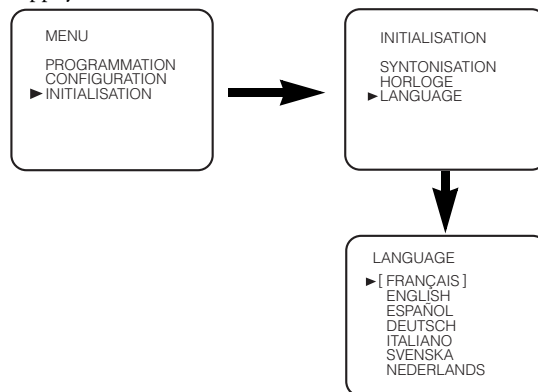 MENU
PROGRAMMATION
CONFIGURATION
►INITIALISATION
INITIALISATION
SYNTONISATION
HORLOGE
►LANGUAGE
LANGUAGE
►[ FRANÇAIS ]
ENGLISH
ESPAÑOL
DEUTSCH
ITALIANO
SVENSKA
NEDERLANDS